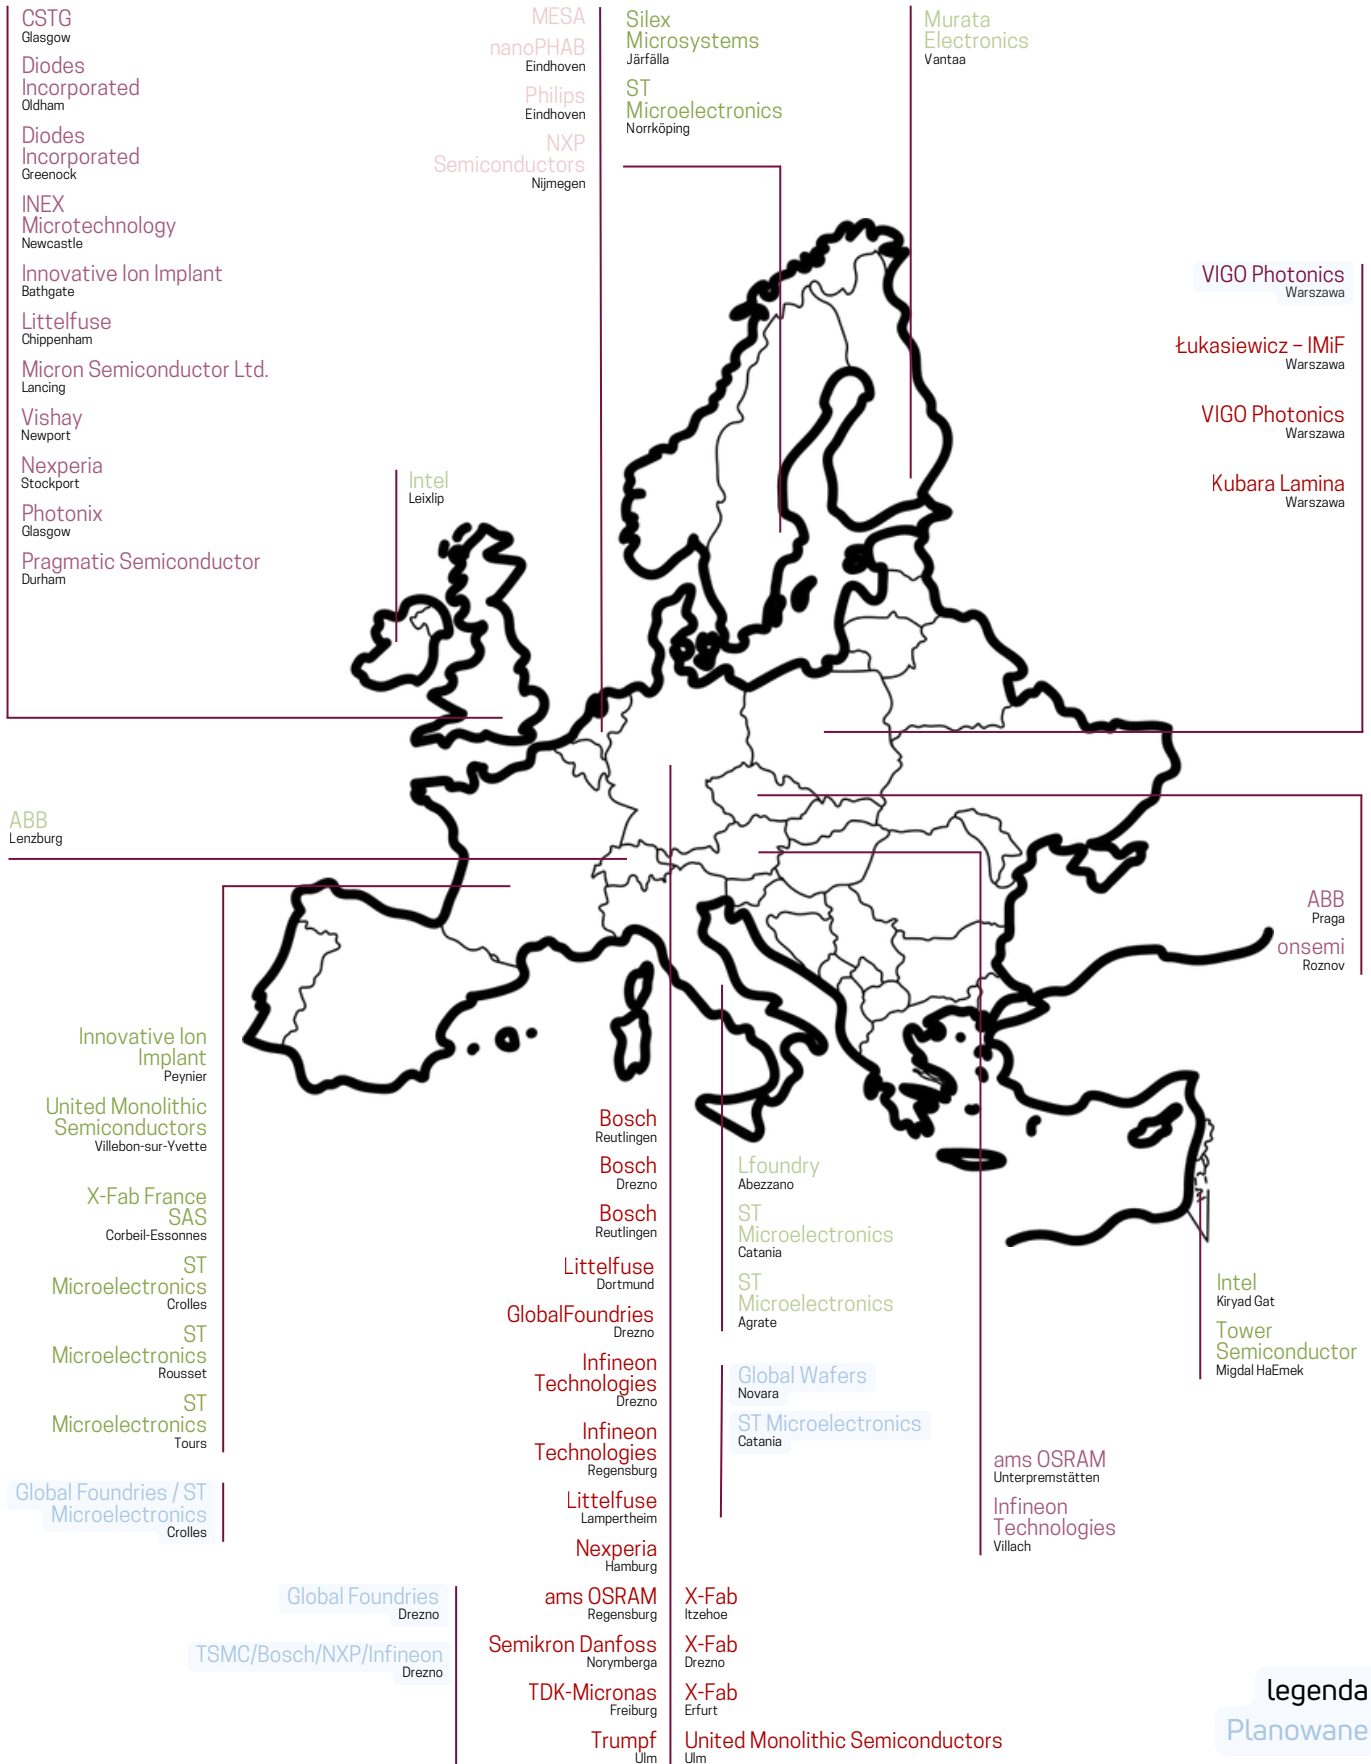 CSTG
Glasgow
Diodes
Incorporated
Oldham
Diodes
Incorporated
Greenock
INEX
Microtechnology
Newcastle
Innovative Ion Implant
Bathgate
Littelfuse
Chippenham
Micron Semiconductor Ltd.
Lancing
Vishay
Newport
Nexperia
Stockport
Photonix
Glasgow
Pragmatic Semiconductor
Durham
MESA
nanoPHAB
Eindhoven
Philips
Eindhoven
NXP
Semiconductors
Nijmegen
Silex
Microsystems
Järfälla
ST
Microelectronics
Norrköping
Murata
Electronics
Vantaa
VIGO Photonics
Warszawa
Łukasiewicz – IMiF
Warszawa
VIGO Photonics
Warszawa
Kubara Lamina
Warszawa
Intel
Leixlip
ABB
Lenzburg
ABB
Praga
onsemi
Roznov
Innovative Ion
Implant
Peynier
United Monolithic
Semiconductors
Villebon-sur-Yvette
X-Fab France
SAS
Corbeil-Essonnes
ST
Microelectronics
Crolles
ST
Microelectronics
Rousset
ST
Microelectronics
Tours
Global Foundries / ST
Microelectronics
Crolles
Global Foundries
Drezno
TSMC/Bosch/NXP/Infineon
Drezno
Bosch
Reutlingen
Bosch
Drezno
Bosch
Reutlingen
Littelfuse
Dortmund
GlobalFoundries
Drezno
Infineon
Technologies
Drezno
Infineon
Technologies
Regensburg
Littelfuse
Lampertheim
Nexperia
Hamburg
ams OSRAM
Regensburg
Semikron Danfoss
Norymberga
TDK-Micronas
Freiburg
Trumpf
Ulm
X-Fab
Itzehoe
X-Fab
Drezno
X-Fab
Erfurt
United Monolithic Semiconductors
Ulm
Lfoundry
Abezzano
ST
Microelectronics
Catania
ST
Microelectronics
Agrate
Global Wafers
Novara
ST Microelectronics
Catania
ams OSRAM
Unterpremstätten
Infineon
Technologies
Villach
Intel
Kiryad Gat
Tower
Semiconductor
Migdal HaEmek
legenda
Planowane